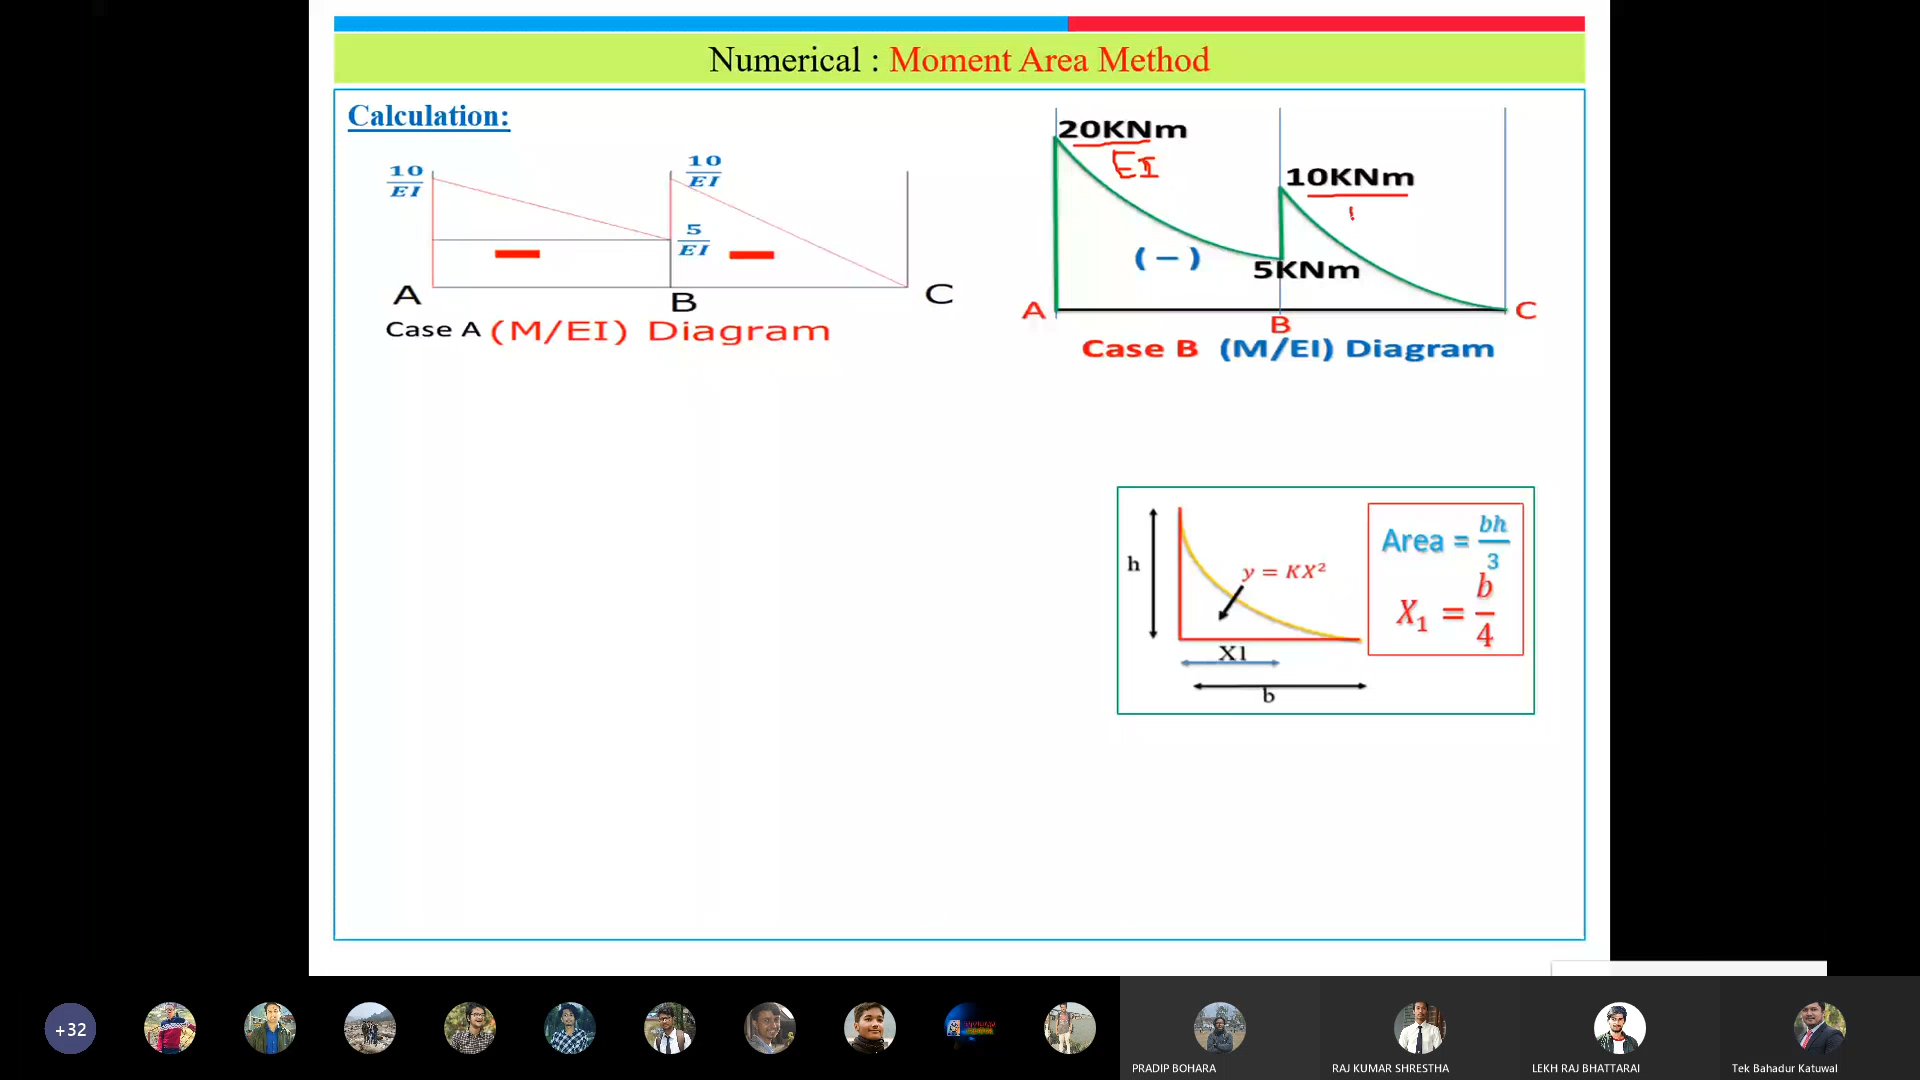 Numerical : Moment Area Method
Calculation:
10
EI
10
EI
5
EI
A
B
C
Case A (M/EI) Diagram
20KNm
EI
10KNm
(−)
5KNm
A
B
C
Case B (M/EI) Diagram
h
y = KX²
X1
b
Area = bh/3
X₁ = b/4
+32
PRADIP BOHARA
RAJ KUMAR SHRESTHA
LEKH RAJ BHATTARAI
Tek Bahadur Katuwal